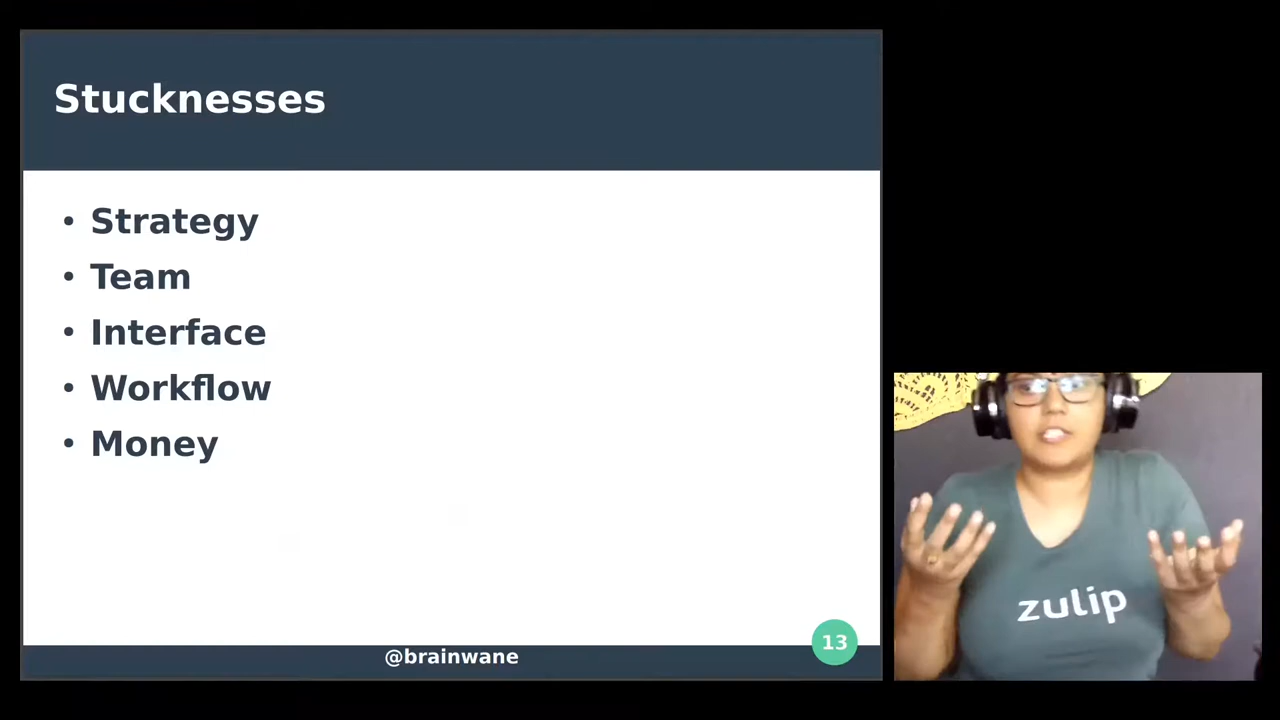 Stucknesses
• Strategy
• Team
• Interface
• Workflow
• Money
@brainwane
13
zulip